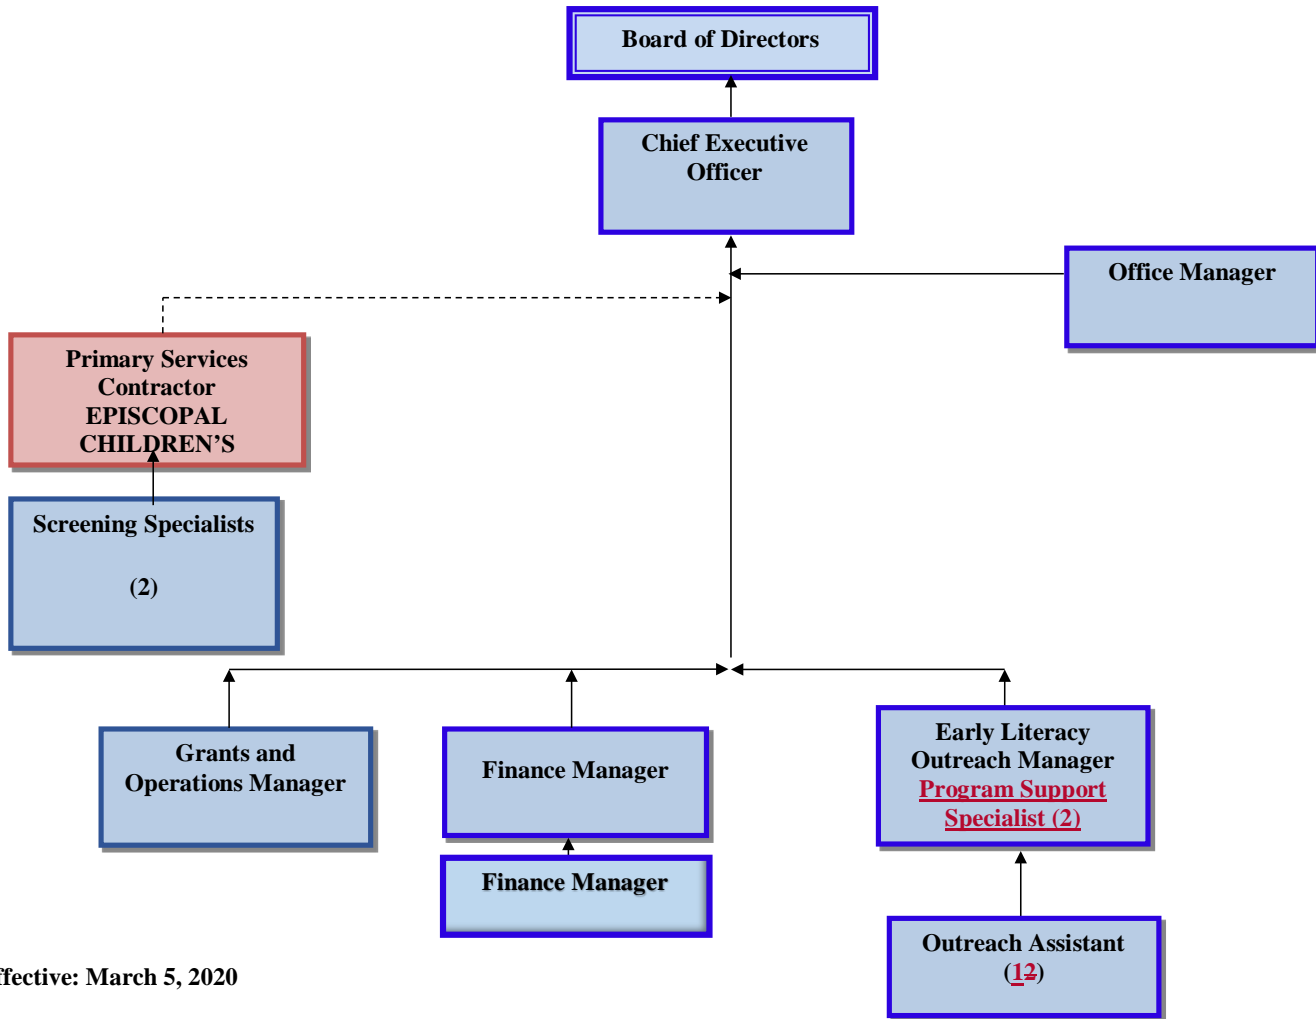 Board of Directors
Chief Executive
Officer
Office Manager
Primary Services
Contractor
EPISCOPAL
CHILDREN'S
Screening Specialists
(2)
Grants and
Operations Manager
Finance Manager
Early Literacy
Outreach Manager
Program Support
Specialist (2)
Finance Manager
Outreach Assistant
(12)
ffective: March 5, 2020